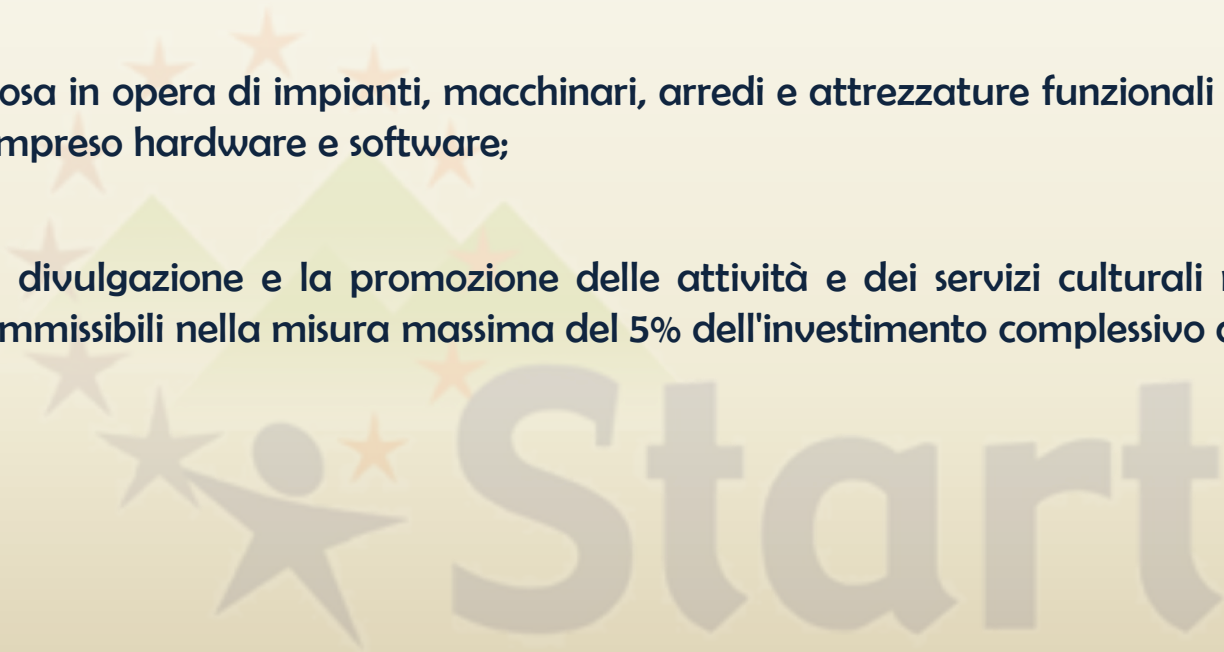 osa in opera di impianti, macchinari, arredi e attrezzature funzionali
mpreso hardware e software;
divulgazione e la promozione delle attività e dei servizi culturali
mmissibili nella misura massima del 5% dell'investimento complessivo
Start